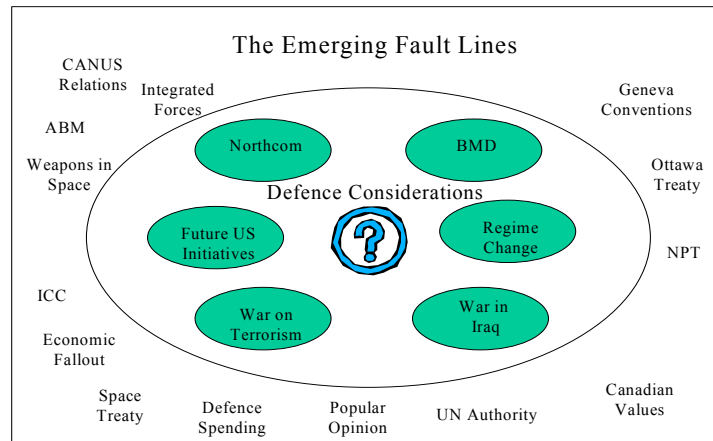 The Emerging Fault Lines
CANUS
Relations
Integrated
Forces
Geneva
Conventions
ABM
Northcom
BMD
Weapons in
Space
Ottawa
Treaty
Defence Considerations
Future US
Initiatives
?
Regime
Change
NPT
ICC
War on
Terrorism
War in
Iraq
Economic
Fallout
Space
Treaty
Defence
Spending
Popular
Opinion
UN Authority
Canadian
Values